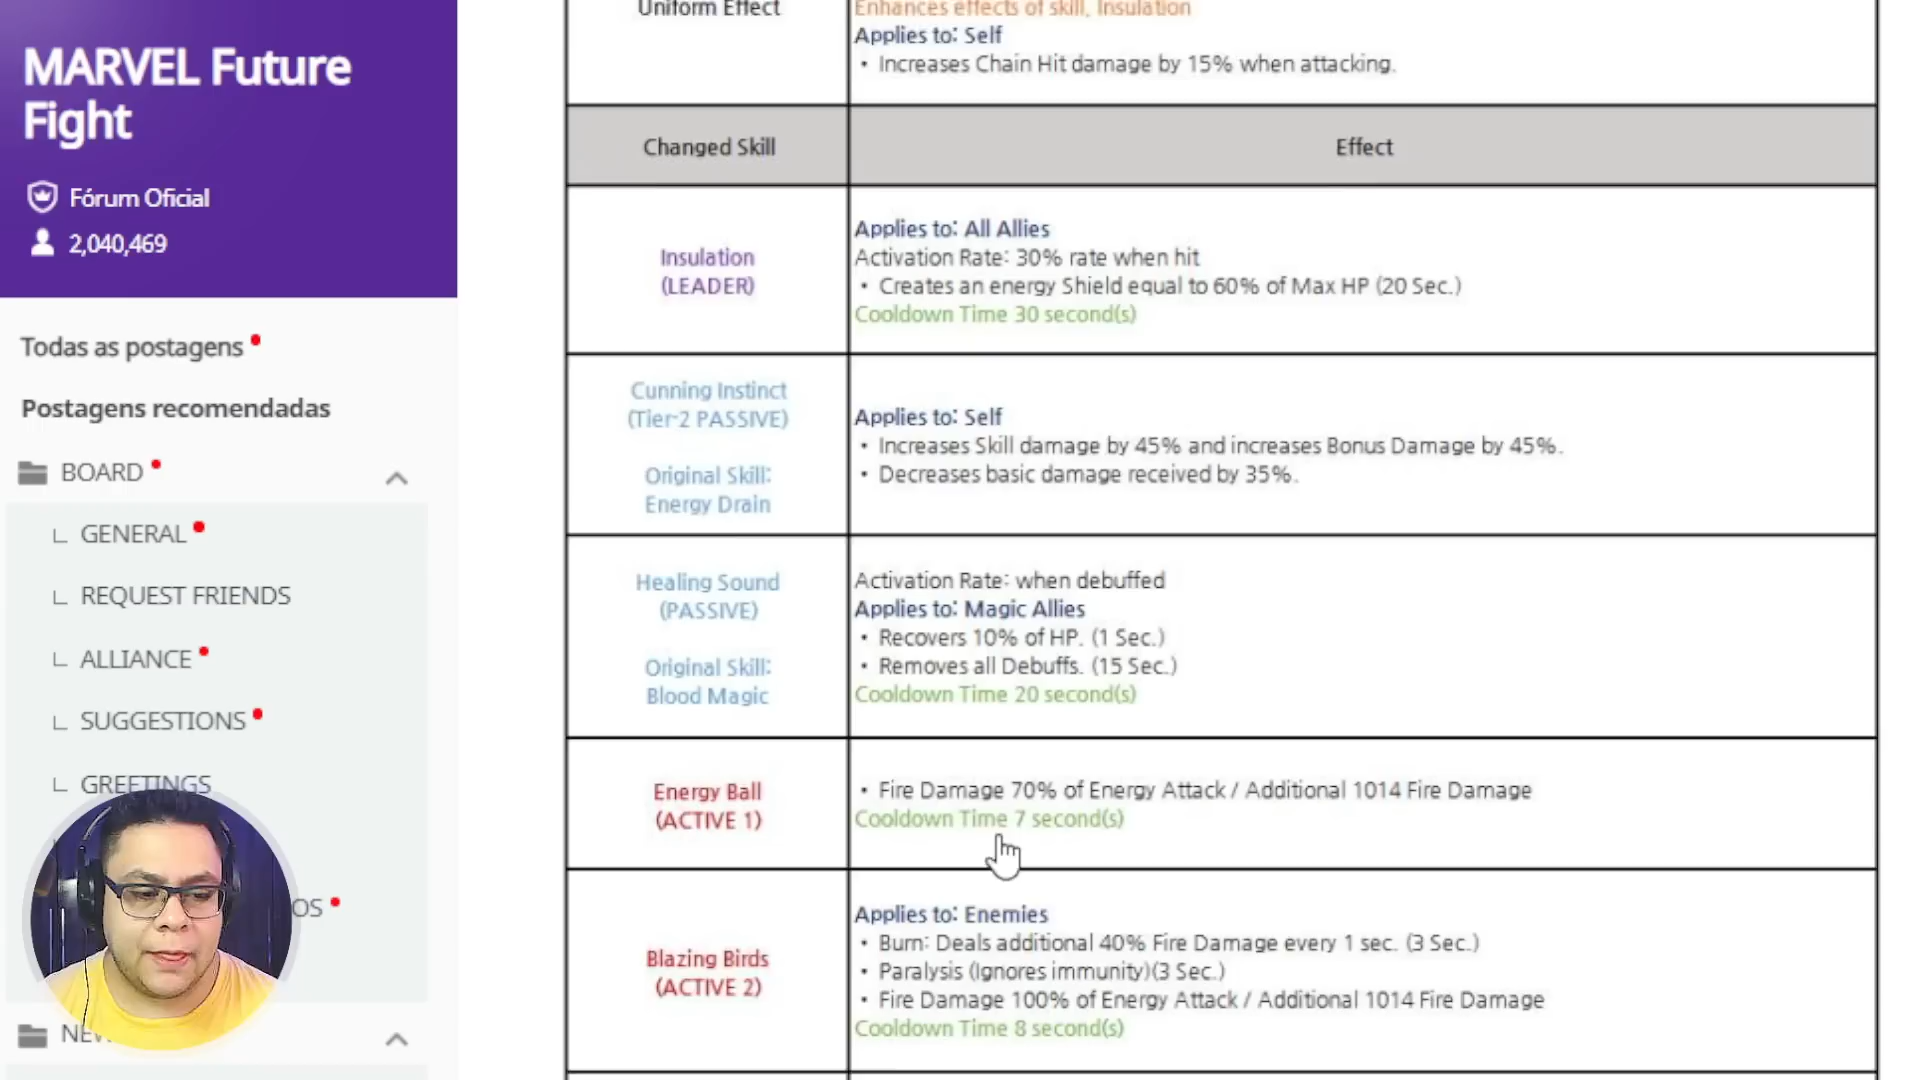 MARVEL Future
Fight
Fórum Oficial
2,040,469
Todas as postagens
Postagens recomendadas
BOARD
GENERAL
REQUEST FRIENDS
ALLIANCE
SUGGESTIONS
GREETINGS
OS
NEW
Uniform Effect
Enhances effects of skill, Insulation
Applies to: Self
• Increases Chain Hit damage by 15% when attacking.
Changed Skill
Effect
Insulation
(LEADER)
Applies to: All Allies
Activation Rate: 30% rate when hit
• Creates an energy Shield equal to 60% of Max HP (20 Sec.)
Cooldown Time 30 second(s)
Cunning Instinct
(Tier-2 PASSIVE)
Original Skill:
Energy Drain
Applies to: Self
• Increases Skill damage by 45% and increases Bonus Damage by 45%.
• Decreases basic damage received by 35%.
Healing Sound
(PASSIVE)
Original Skill:
Blood Magic
Activation Rate: when debuffed
Applies to: Magic Allies
• Recovers 10% of HP. (1 Sec.)
• Removes all Debuffs. (15 Sec.)
Cooldown Time 20 second(s)
Energy Ball
(ACTIVE 1)
• Fire Damage 70% of Energy Attack / Additional 1014 Fire Damage
Cooldown Time 7 second(s)
Blazing Birds
(ACTIVE 2)
Applies to: Enemies
• Burn: Deals additional 40% Fire Damage every 1 sec. (3 Sec.)
• Paralysis (Ignores immunity)(3 Sec.)
• Fire Damage 100% of Energy Attack / Additional 1014 Fire Damage
Cooldown Time 8 second(s)